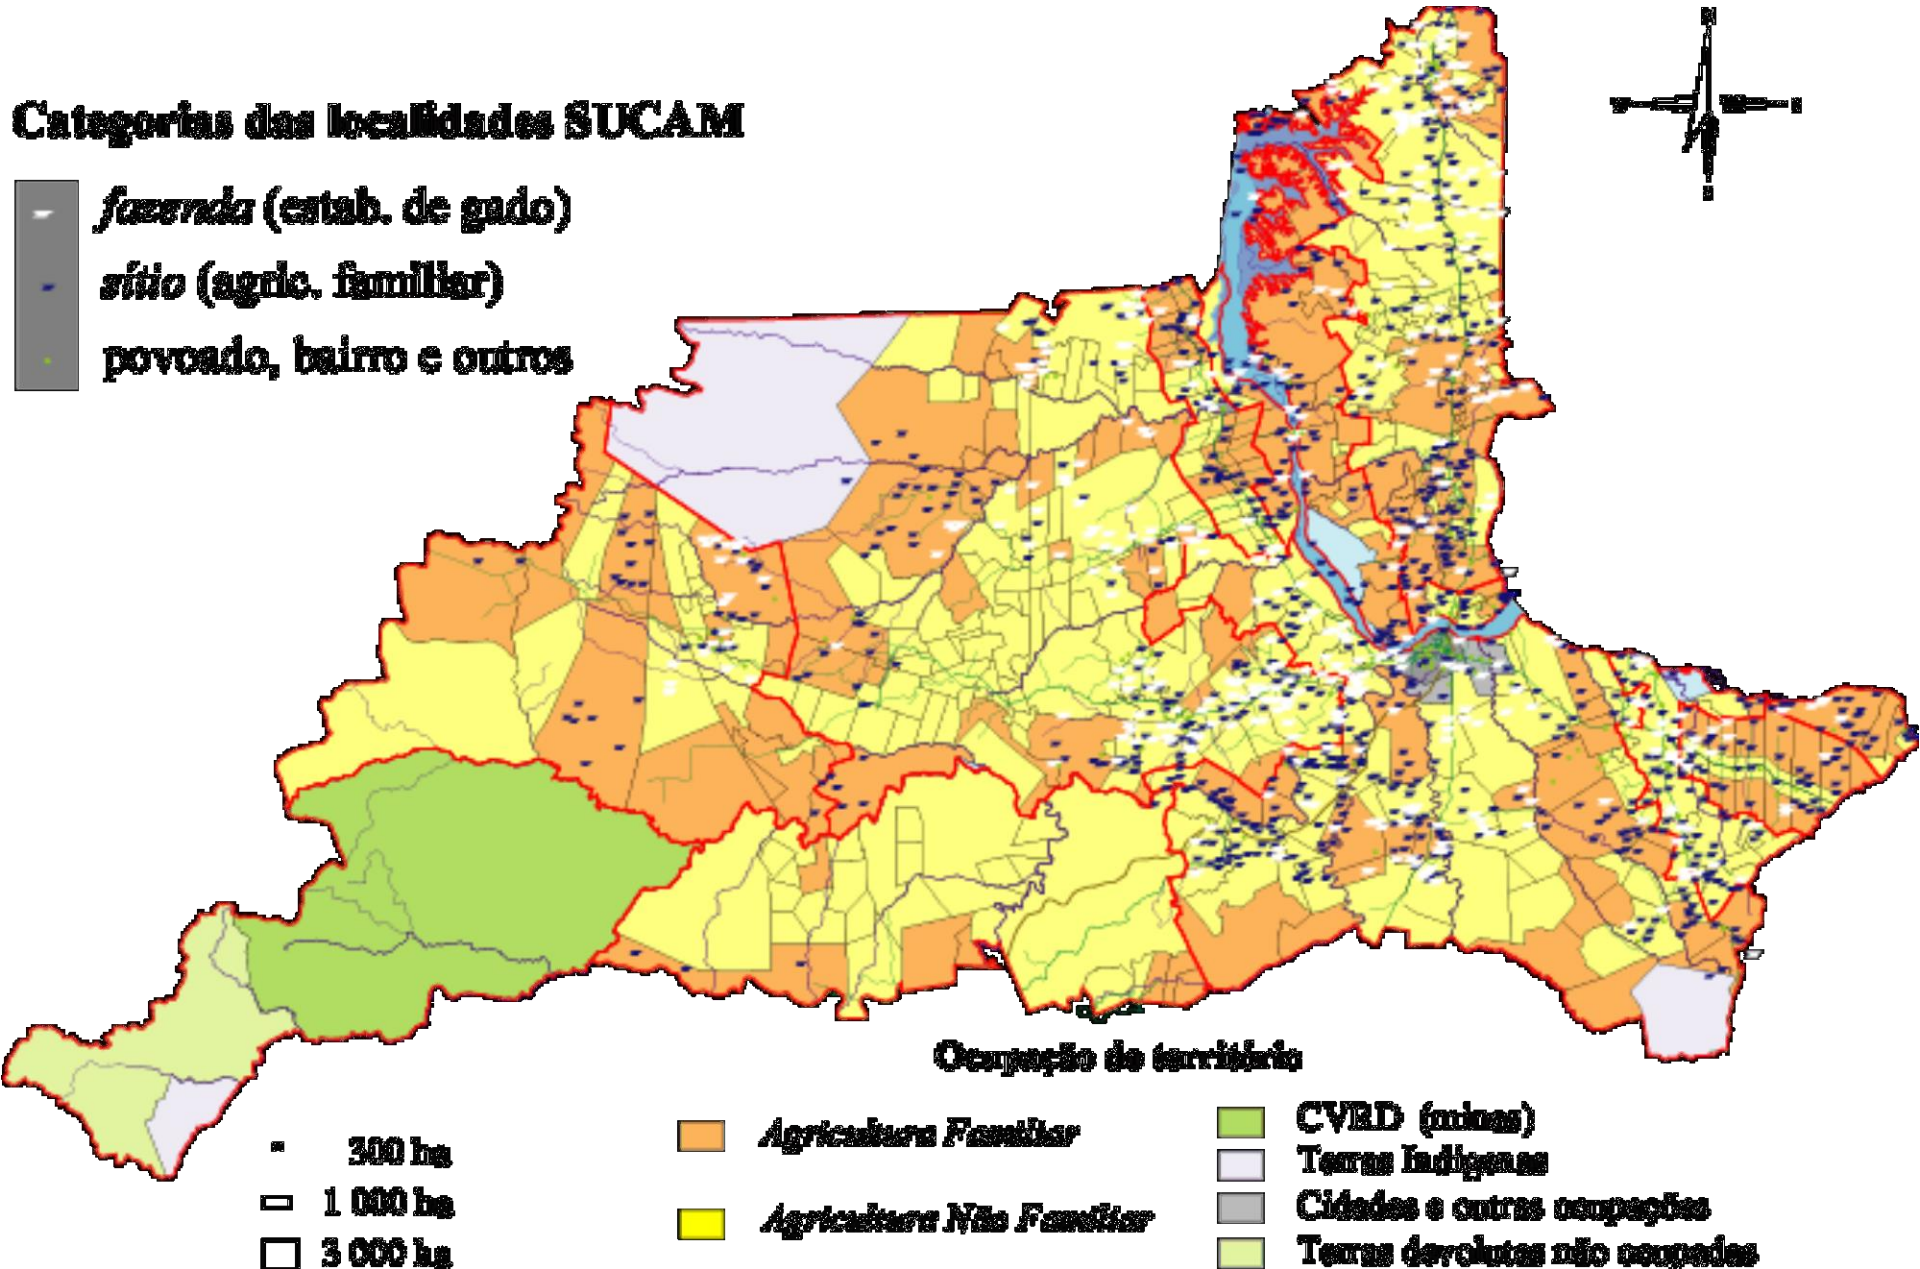 Categorias das localidades SUCAM
fazenda (estab. de gado)
sítio (agric. familiar)
povoado, bairro e outros
Ocupação do território
300 ha
1 000 ha
3 000 ha
Agricultura Familiar
Agricultura Não Familiar
CVRD (minas)
Terras Indígenas
Cidades e outras ocupações
Terras devolutas não ocupadas